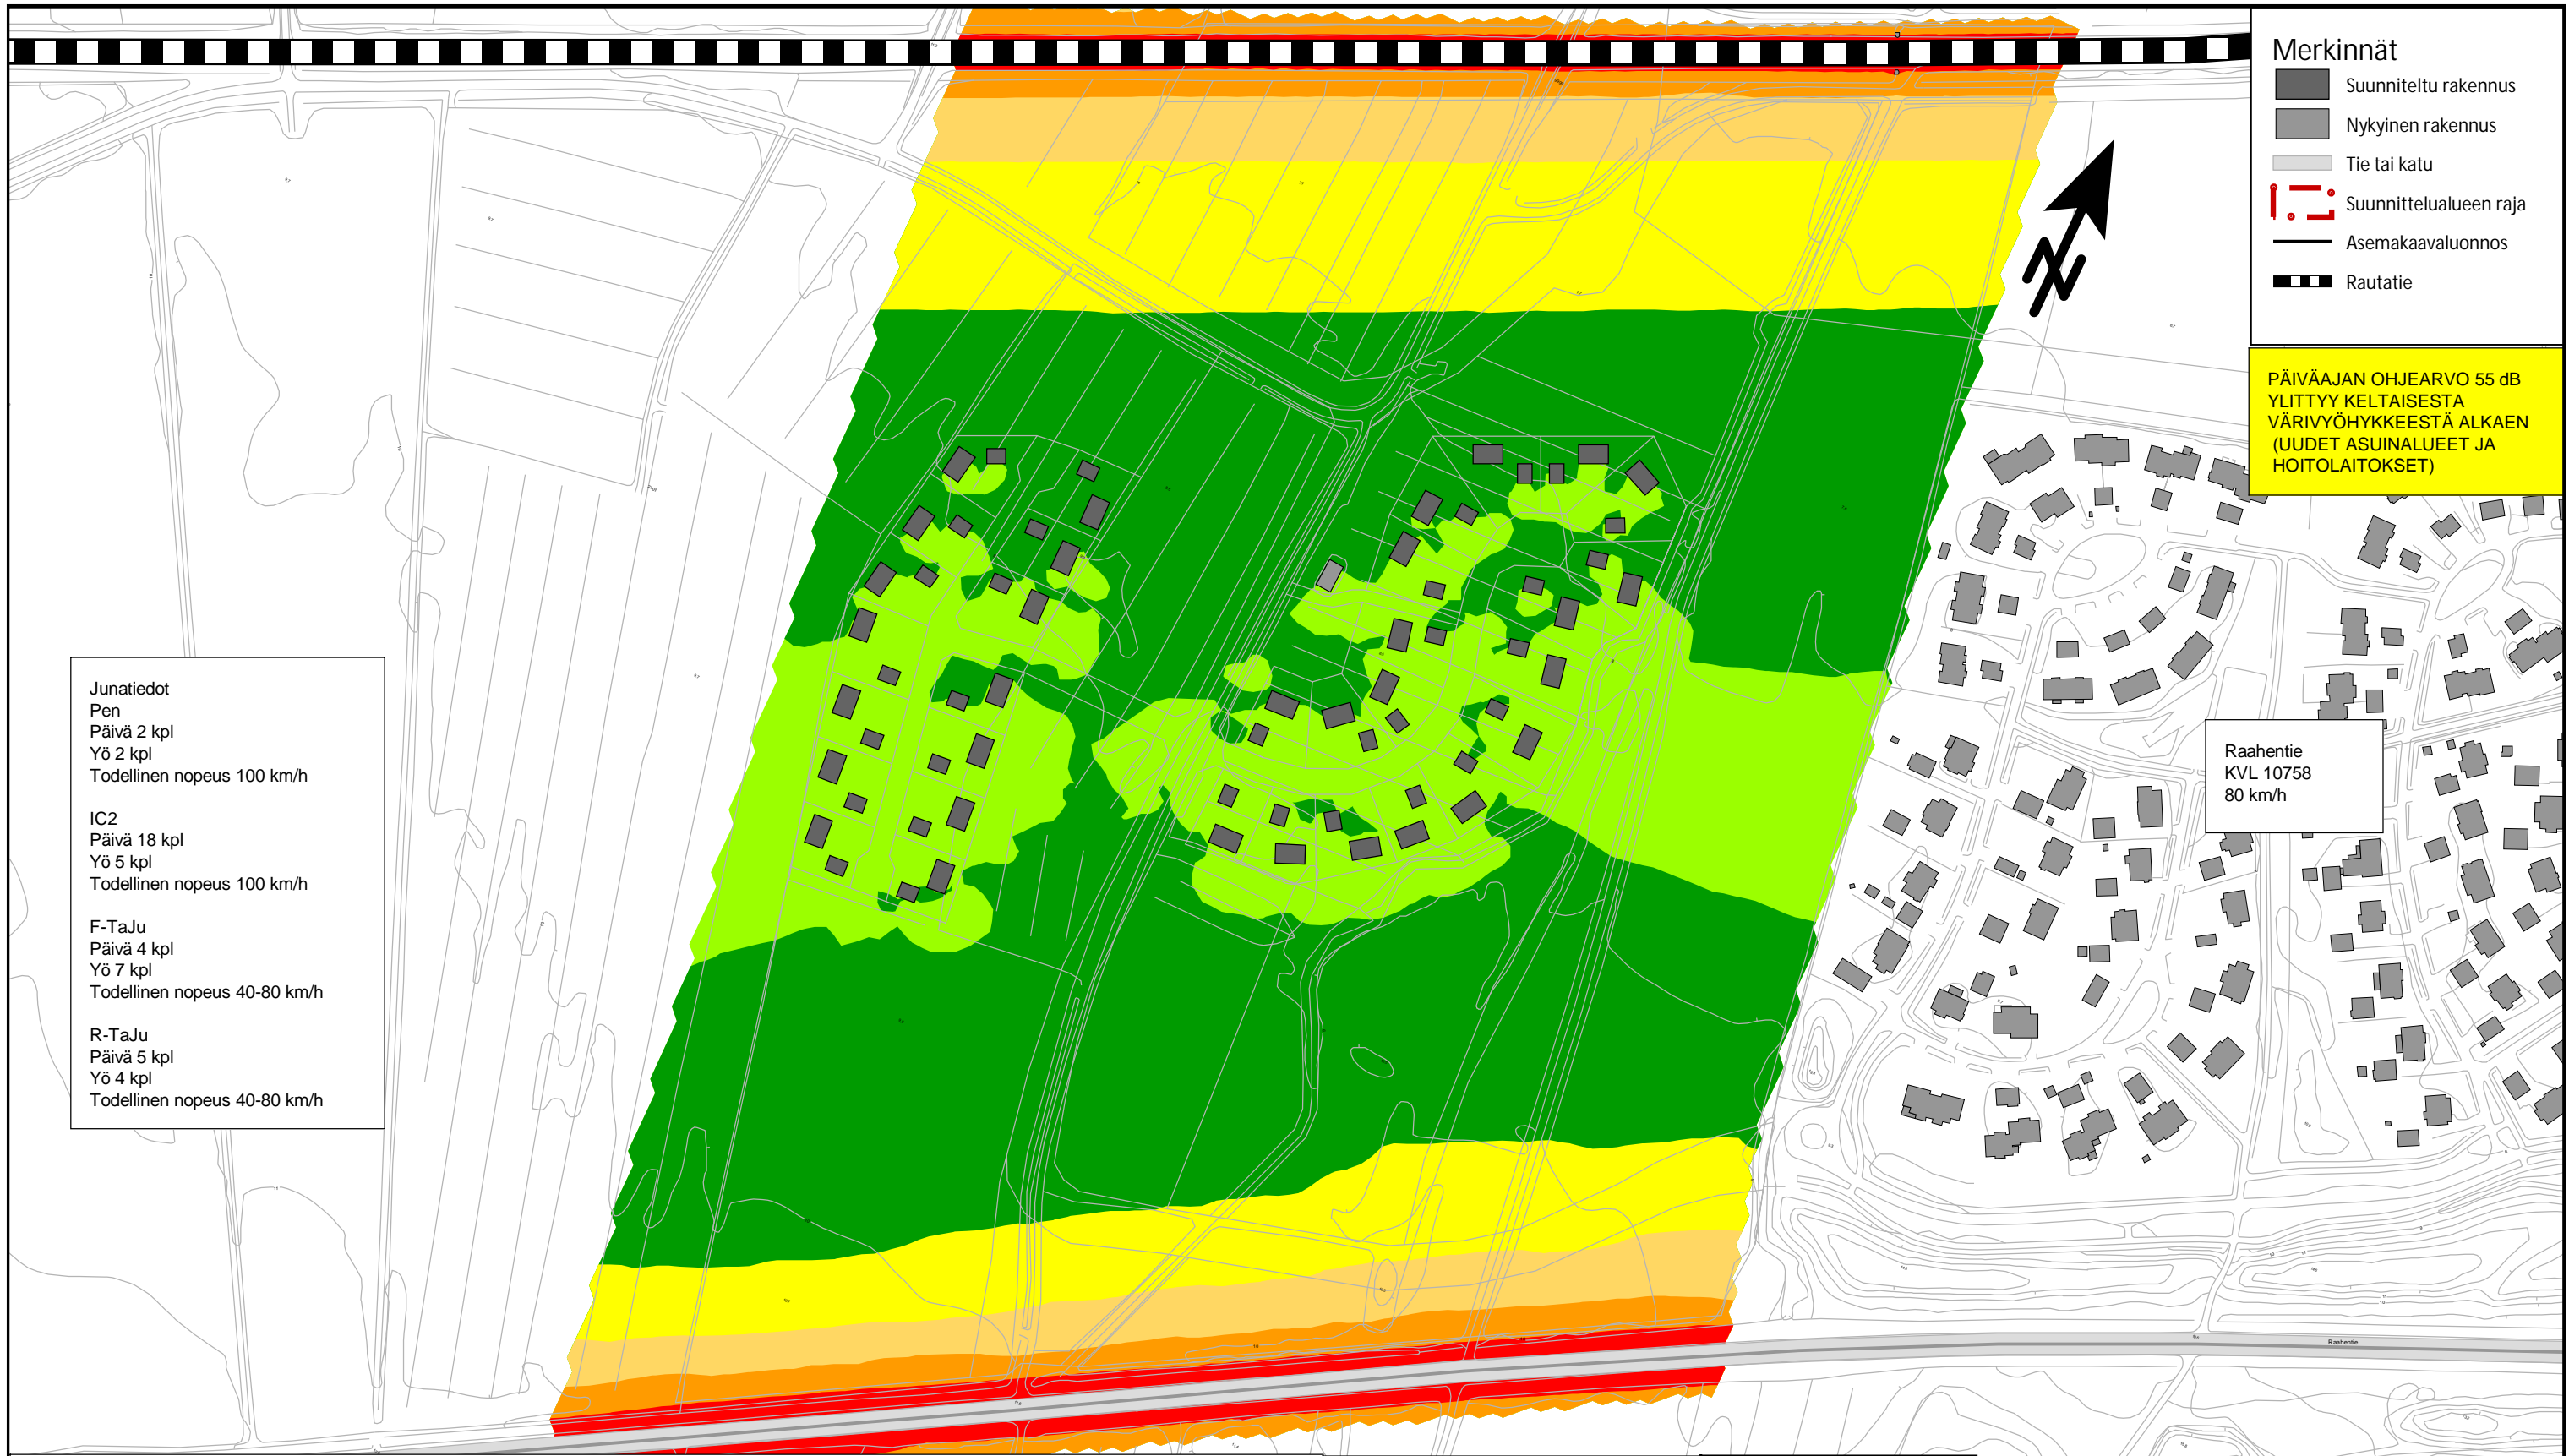 Merkinnät
Suunniteltu rakennus
Nykyinen rakennus
Tie tai katu
Suunnittelualueen raja
Asemakaavaluonnos
Rautatie
PÄIVÄAJAN OHJEARVO 55 dB
YLITTYY KELTAISESTA
VÄRIVYÖHYKKEESTÄ ALKAEN
(UUDET ASUINALUEET JA
HOITOLAITOKSET)
Junatiedot
Pen
Päivä 2 kpl
Yö 2 kpl
Todellinen nopeus 100 km/h
IC2
Päivä 18 kpl
Yö 5 kpl
Todellinen nopeus 100 km/h
F-TaJu
Päivä 4 kpl
Yö 7 kpl
Todellinen nopeus 40-80 km/h
R-TaJu
Päivä 5 kpl
Yö 4 kpl
Todellinen nopeus 40-80 km/h
Raahentie
KVL 10758
80 km/h
Raahentie